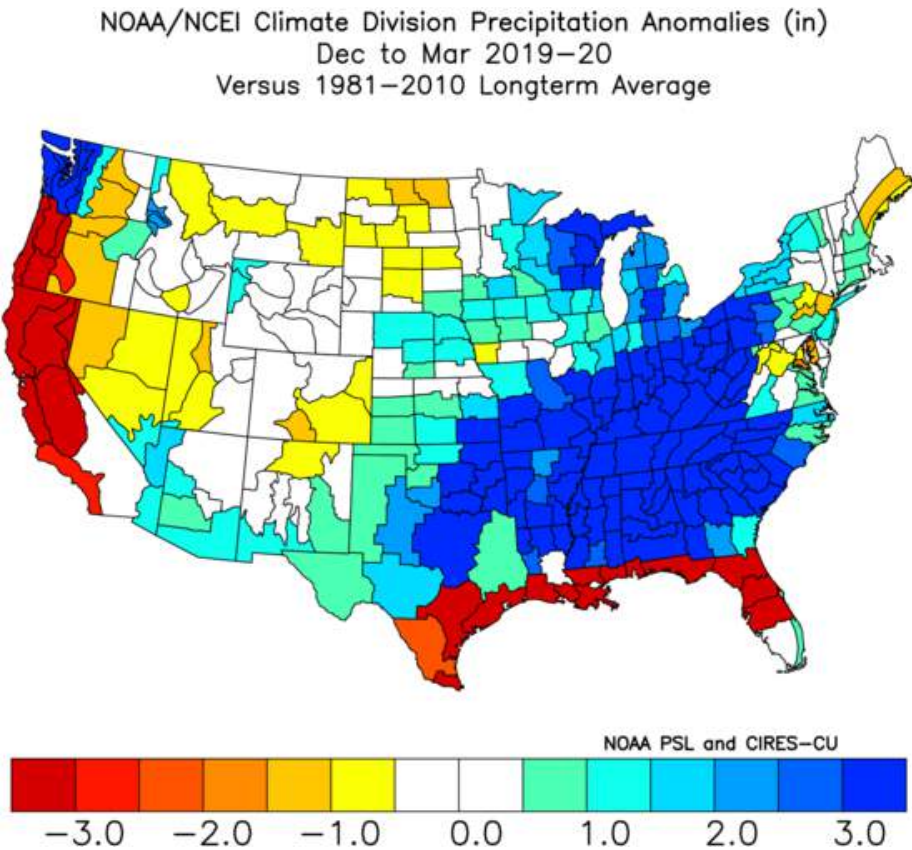 NOAA/NCEI Climate Division Precipitation Anomalies (in)
Dec to Mar 2019-20
Versus 1981-2010 Longterm Average
NOAA PSL and CIRES-CU
-3.0 -2.0 -1.0 0.0 1.0 2.0 3.0